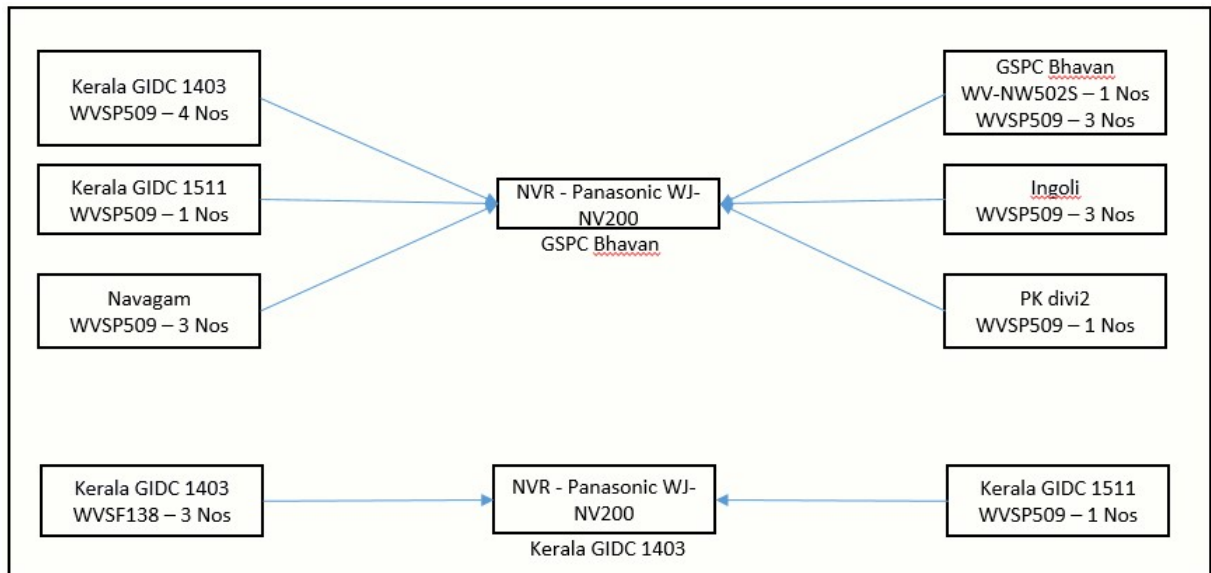 Kerala GIDC 1403
WVSP509 – 4 Nos
Kerala GIDC 1511
WVSP509 – 1 Nos
Navagam
WVSP509 – 3 Nos
NVR - Panasonic WJ-
NV200
GSPC Bhavan
GSPC Bhavan
WV-NW502S – 1 Nos
WVSP509 – 3 Nos
Ingoli
WVSP509 – 3 Nos
PK divi2
WVSP509 – 1 Nos
Kerala GIDC 1403
WVSF138 – 3 Nos
NVR - Panasonic WJ-
NV200
Kerala GIDC 1403
Kerala GIDC 1511
WVSP509 – 1 Nos